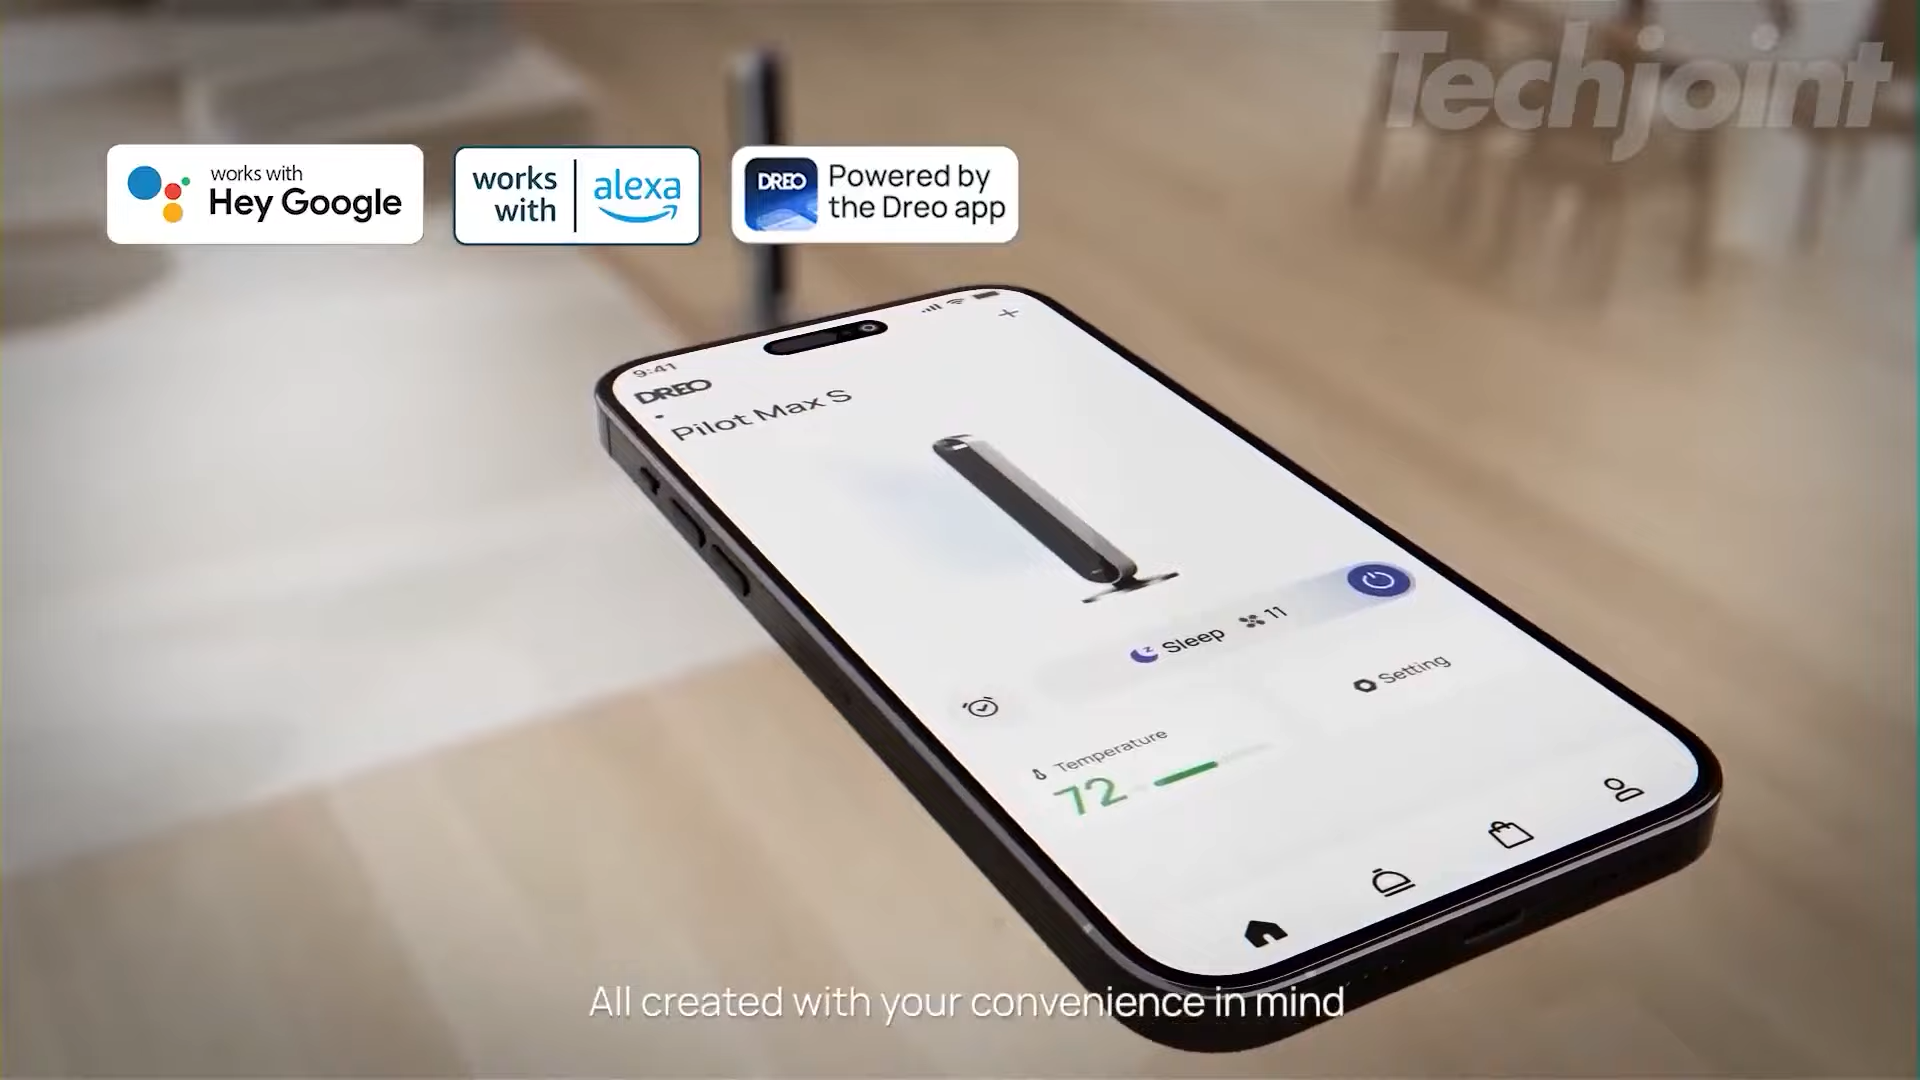 Techjoint
works with
Hey Google
works
with
alexa
DREO
Powered by
the Dreo app
9:41
DREO
Pilot Max S
Sleep
11
Setting
Temperature
72
All created with your convenience in mind